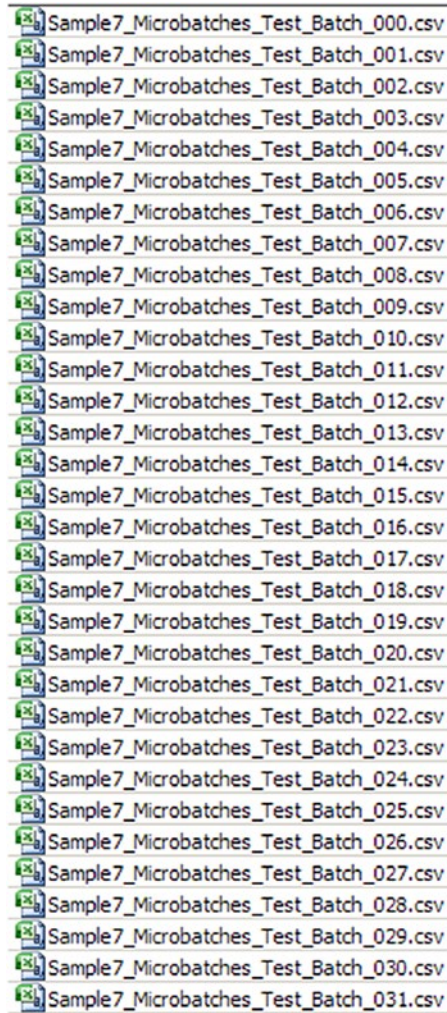 Sample7_Microbatches_Test_Batch_000.csv
Sample7_Microbatches_Test_Batch_001.csv
Sample7_Microbatches_Test_Batch_002.csv
Sample7_Microbatches_Test_Batch_003.csv
Sample7_Microbatches_Test_Batch_004.csv
Sample7_Microbatches_Test_Batch_005.csv
Sample7_Microbatches_Test_Batch_006.csv
Sample7_Microbatches_Test_Batch_007.csv
Sample7_Microbatches_Test_Batch_008.csv
Sample7_Microbatches_Test_Batch_009.csv
Sample7_Microbatches_Test_Batch_010.csv
Sample7_Microbatches_Test_Batch_011.csv
Sample7_Microbatches_Test_Batch_012.csv
Sample7_Microbatches_Test_Batch_013.csv
Sample7_Microbatches_Test_Batch_014.csv
Sample7_Microbatches_Test_Batch_015.csv
Sample7_Microbatches_Test_Batch_016.csv
Sample7_Microbatches_Test_Batch_017.csv
Sample7_Microbatches_Test_Batch_018.csv
Sample7_Microbatches_Test_Batch_019.csv
Sample7_Microbatches_Test_Batch_020.csv
Sample7_Microbatches_Test_Batch_021.csv
Sample7_Microbatches_Test_Batch_022.csv
Sample7_Microbatches_Test_Batch_023.csv
Sample7_Microbatches_Test_Batch_024.csv
Sample7_Microbatches_Test_Batch_025.csv
Sample7_Microbatches_Test_Batch_026.csv
Sample7_Microbatches_Test_Batch_027.csv
Sample7_Microbatches_Test_Batch_028.csv
Sample7_Microbatches_Test_Batch_029.csv
Sample7_Microbatches_Test_Batch_030.csv
Sample7_Microbatches_Test_Batch_031.csv